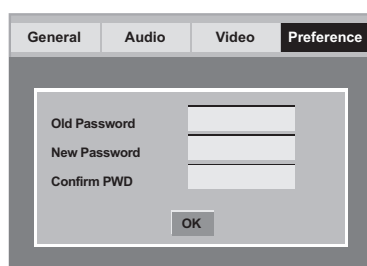 General Audio Video Preference
Old Password
New Password
Confirm PWD
OK